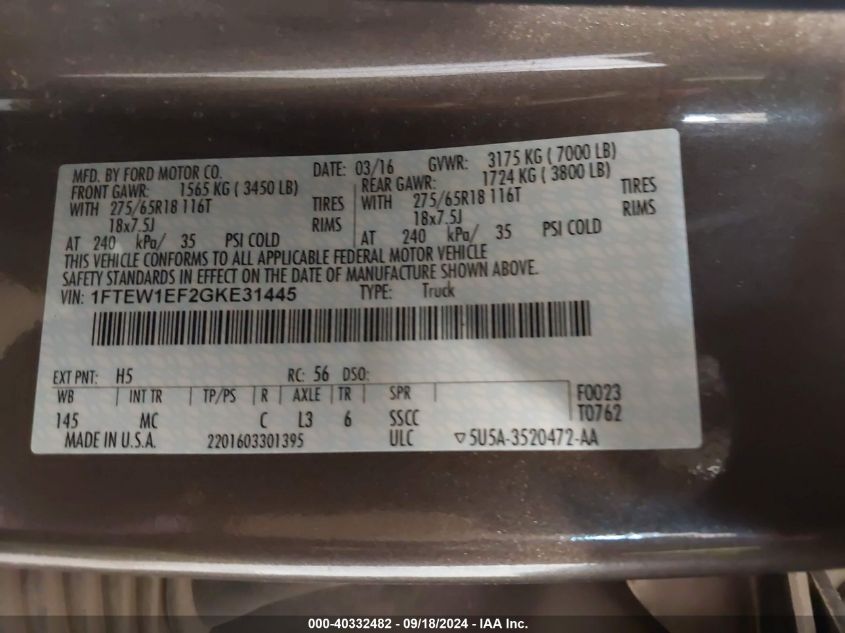 MFD. BY FORD MOTOR CO. DATE: 03/16 GVWR: 3175 KG ( 7000 LB)
FRONT GAWR: 1565 KG ( 3450 LB) REAR GAWR: 1724 KG ( 3800 LB)
WITH 275/65R18 116T TIRES WITH 275/65R18 116T TIRES
18x7.5J RIMS 18x7.5J RIMS
AT 240 kPa/ 35 PSI COLD AT 240 kPa/ 35 PSI COLD
THIS VEHICLE CONFORMS TO ALL APPLICABLE FEDERAL MOTOR VEHICLE
SAFETY STANDARDS IN EFFECT ON THE DATE OF MANUFACTURE SHOWN ABOVE.
VIN: 1FTEW1EF2GKE31445 TYPE: Truck
EXT PNT: H5 RC: 56 DSO:
WB INT TR TP/PS R AXLE TR SPR F0023
145 MC C L3 6 SSCC T0762
MADE IN U.S.A. 2201603301395 ULC ▽5U5A-3520472-AA
000-40332482 - 09/18/2024 - IAA Inc.